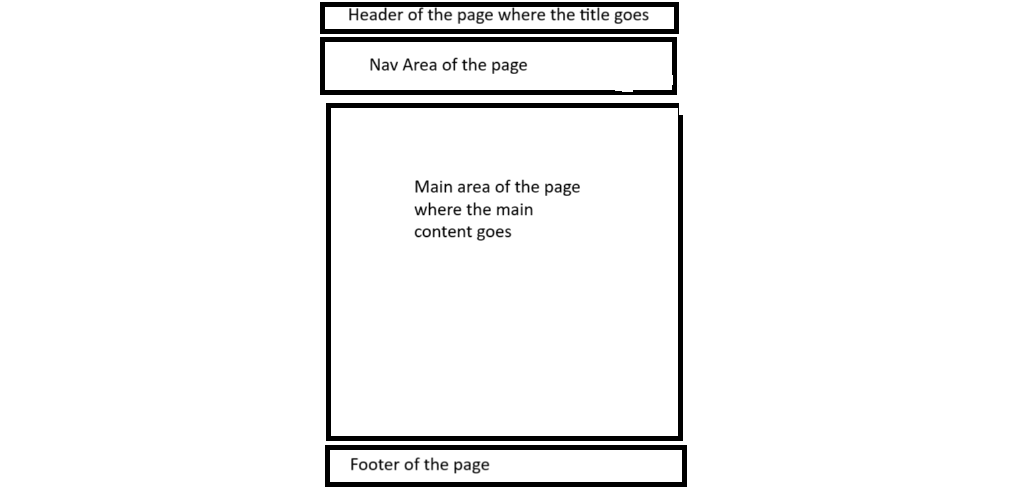 Header of the page where the title goes
Nav Area of the page
Main area of the page
where the main
content goes
Footer of the page